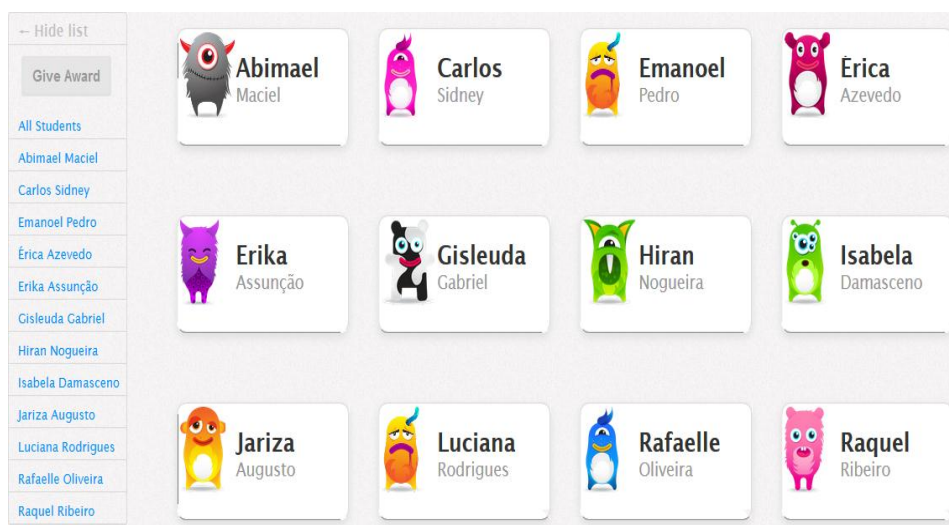 ← Hide list
Give Award
All Students
Abimael Maciel
Carlos Sidney
Emanoel Pedro
Érica Azevedo
Erika Assunção
Gisleuda Gabriel
Hiran Nogueira
Isabela Damasceno
Jariza Augusto
Luciana Rodrigues
Rafaelle Oliveira
Raquel Ribeiro
Abimael
Maciel
Carlos
Sidney
Emanoel
Pedro
Érica
Azevedo
Erika
Assunção
Gisleuda
Gabriel
Hiran
Nogueira
Isabela
Damasceno
Jariza
Augusto
Luciana
Rodrigues
Rafaelle
Oliveira
Raquel
Ribeiro